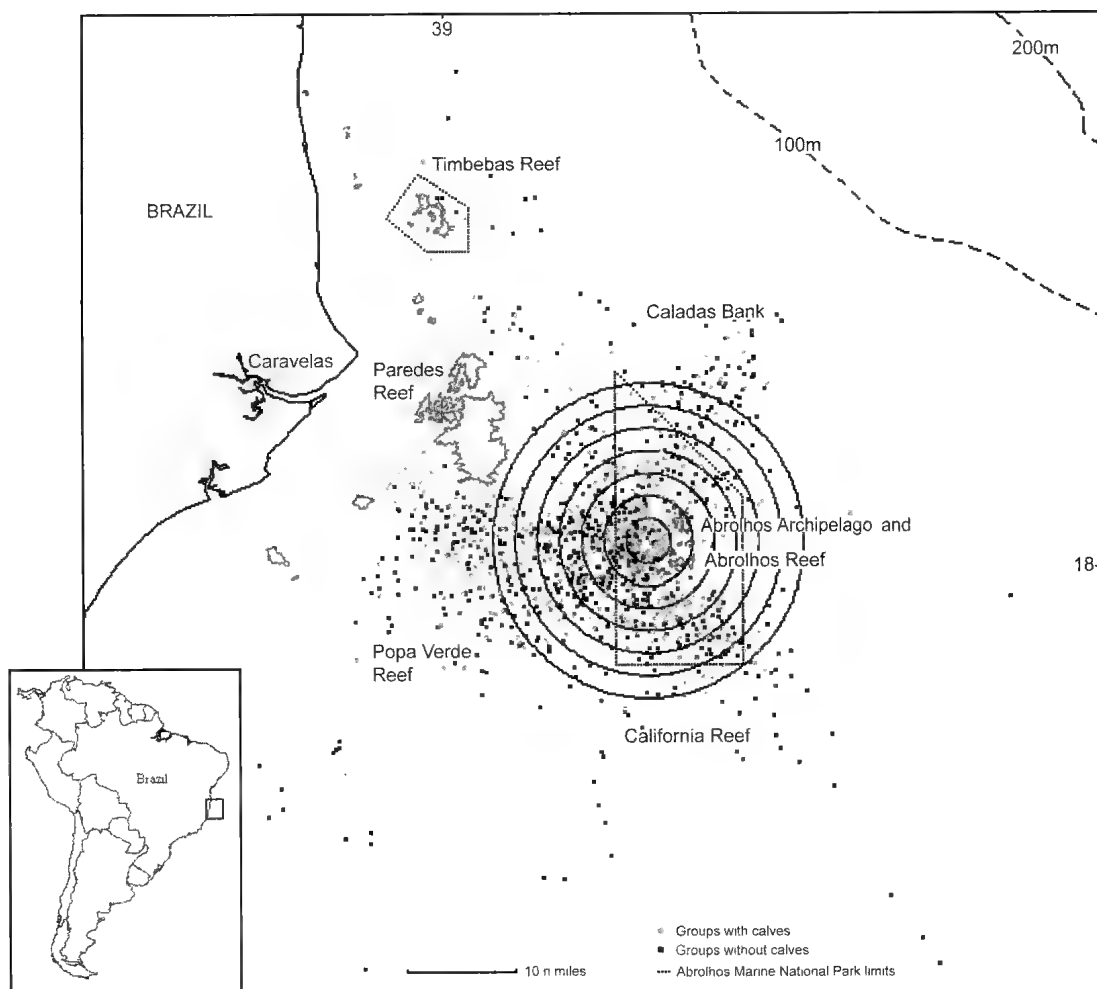 39
200m
100m
Timbebas Reef
BRAZIL
Caladas Bank
Caravelas
Paredes
Reef
Abrolhos Archipelago and
Abrolhos Reef
18-
Popa Verde
Reef
California Reef
Brazil
Groups with calves
Groups without calves
10 n miles
Abrolhos Marine National Park limits